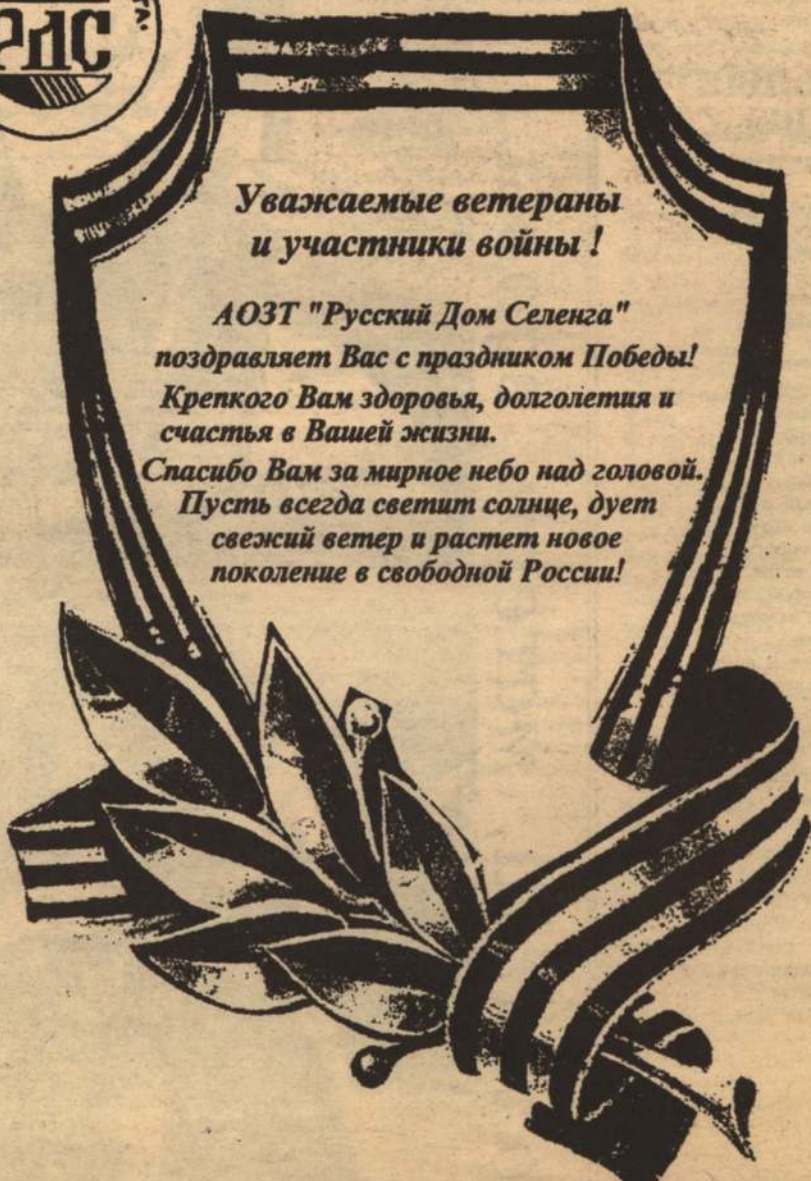 РДС
Уважаемые ветераны
и участники войны !
АОЗТ "Русский Дом Селенга"
поздравляет Вас с праздником Победы!
Крепкого Вам здоровья, долголетия и
счастья в Вашей жизни.
Спасибо Вам за мирное небо над головой.
Пусть всегда светит солнце, дует
свежий ветер и растет новое
поколение в свободной России!